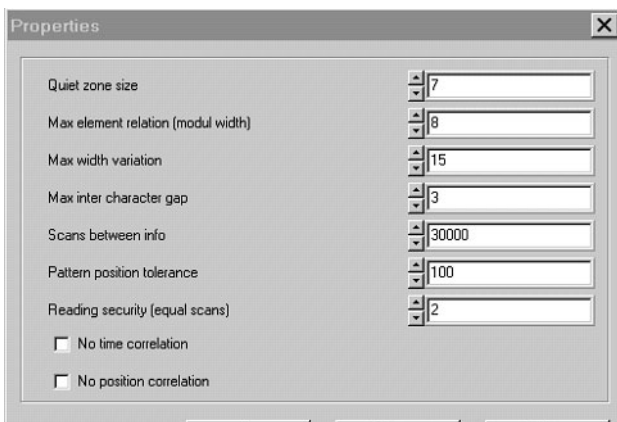 Properties
Quiet zone size 7
Max element relation (modul width) 8
Max width variation 15
Max inter character gap 3
Scans between info 30000
Pattern position tolerance 100
Reading security (equal scans) 2
No time correlation
No position correlation